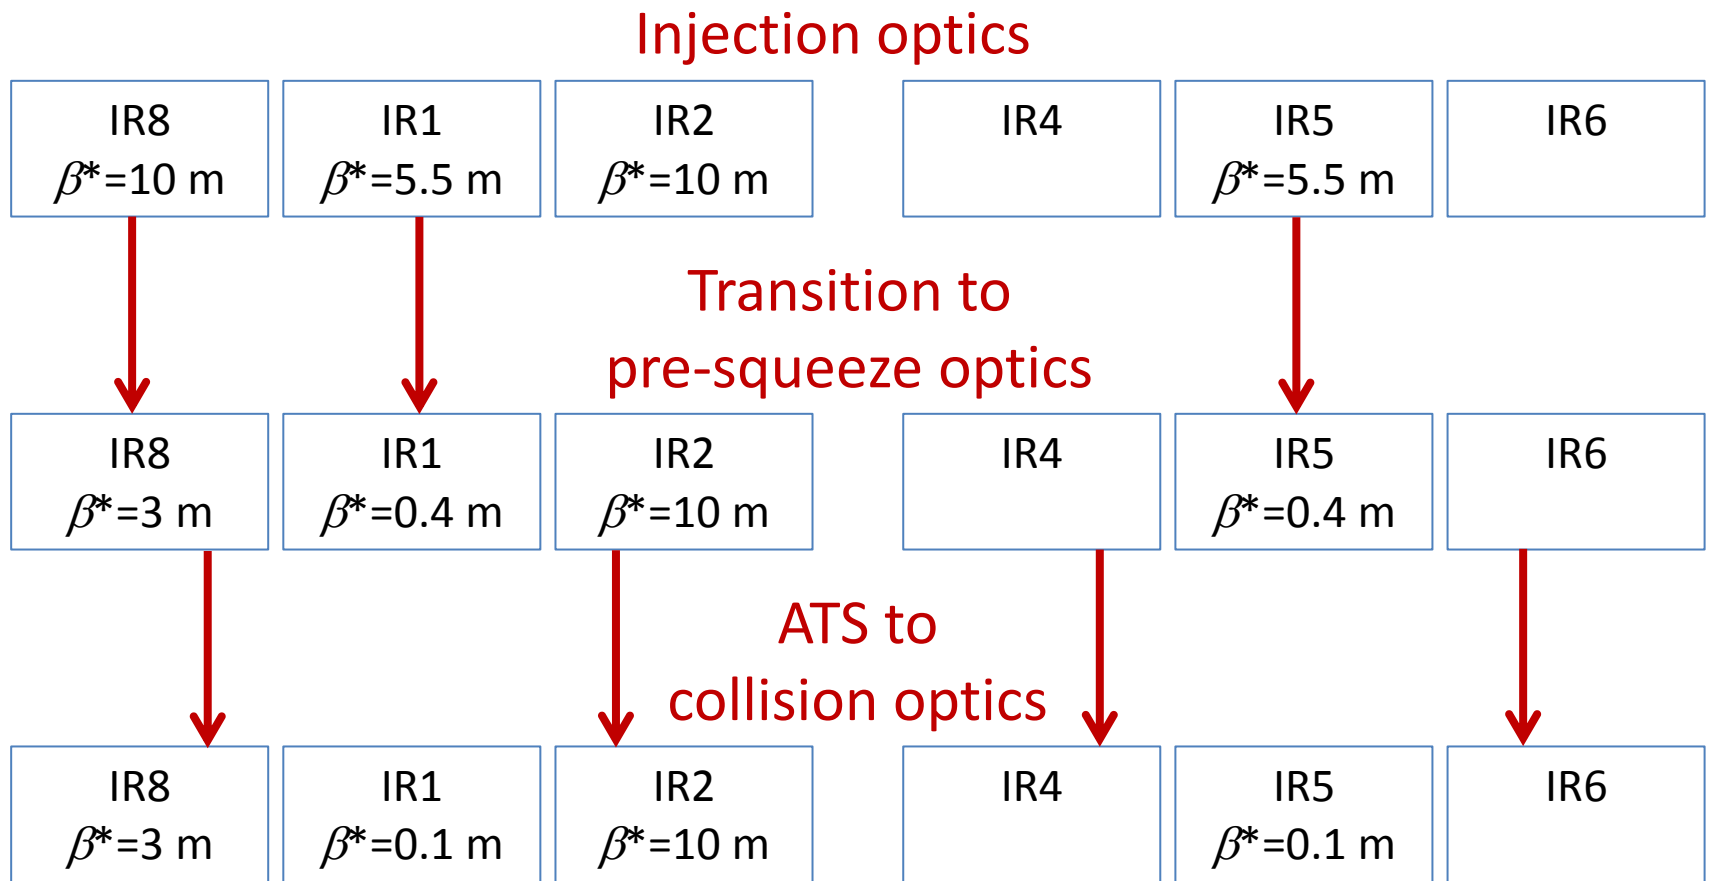 Injection optics
IR8
β*=10 m
IR1
β*=5.5 m
IR2
β*=10 m
IR4
IR5
β*=5.5 m
IR6
Transition to
pre-squeeze optics
IR8
β*=3 m
IR1
β*=0.4 m
IR2
β*=10 m
IR4
IR5
β*=0.4 m
IR6
ATS to
collision optics
IR8
β*=3 m
IR1
β*=0.1 m
IR2
β*=10 m
IR4
IR5
β*=0.1 m
IR6